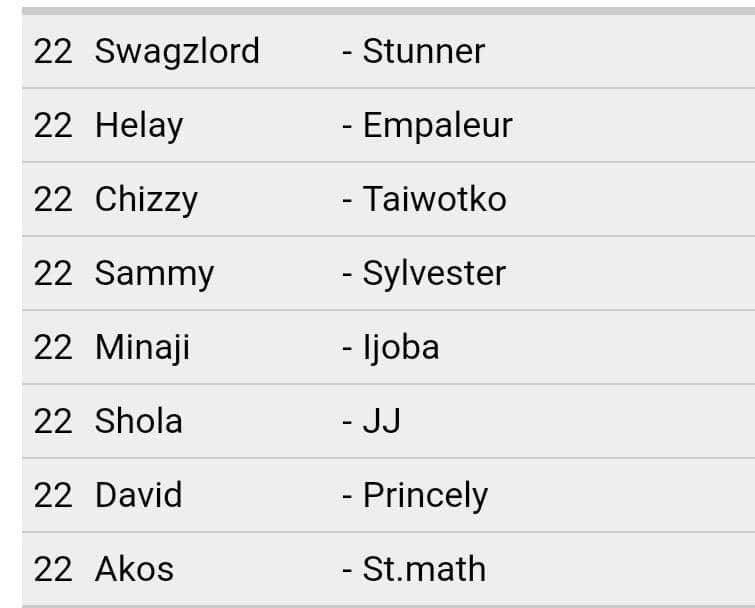 22 Swagzlord - Stunner
22 Helay - Empaleur
22 Chizzy - Taiwotko
22 Sammy - Sylvester
22 Minaji - Ijoba
22 Shola - JJ
22 David - Princely
22 Akos - St.math